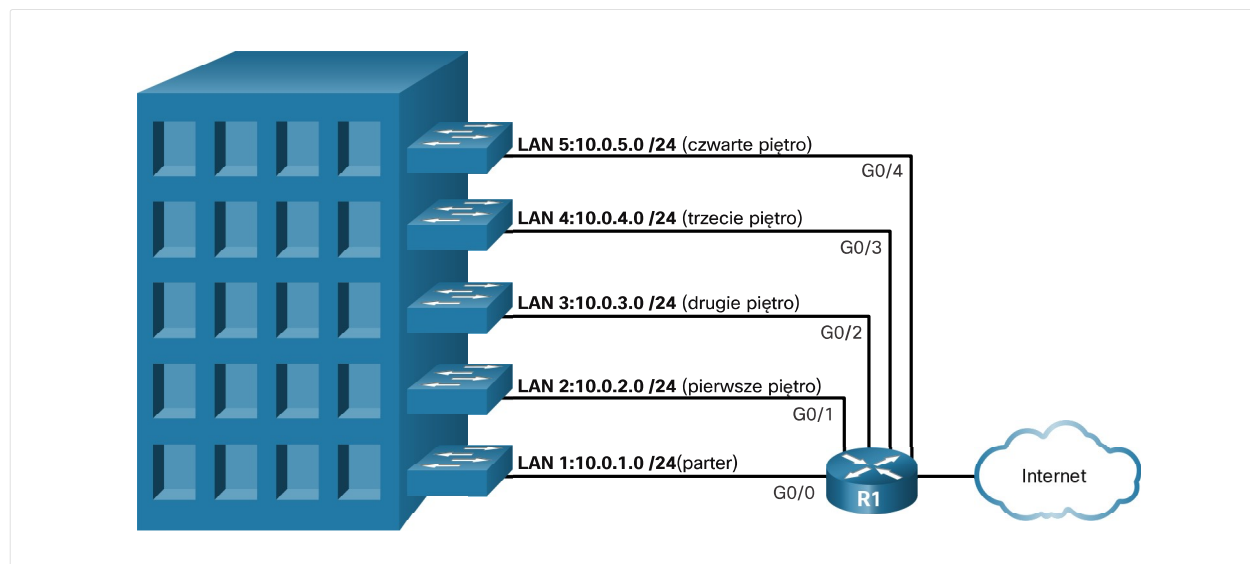 LAN 5:10.0.5.0 /24 (czwarte piętro)
G0/4
LAN 4:10.0.4.0 /24 (trzecie piętro)
G0/3
LAN 3:10.0.3.0 /24 (drugie piętro)
G0/2
LAN 2:10.0.2.0 /24 (pierwsze piętro)
G0/1
LAN 1:10.0.1.0 /24(parter)
G0/0
R1
Internet